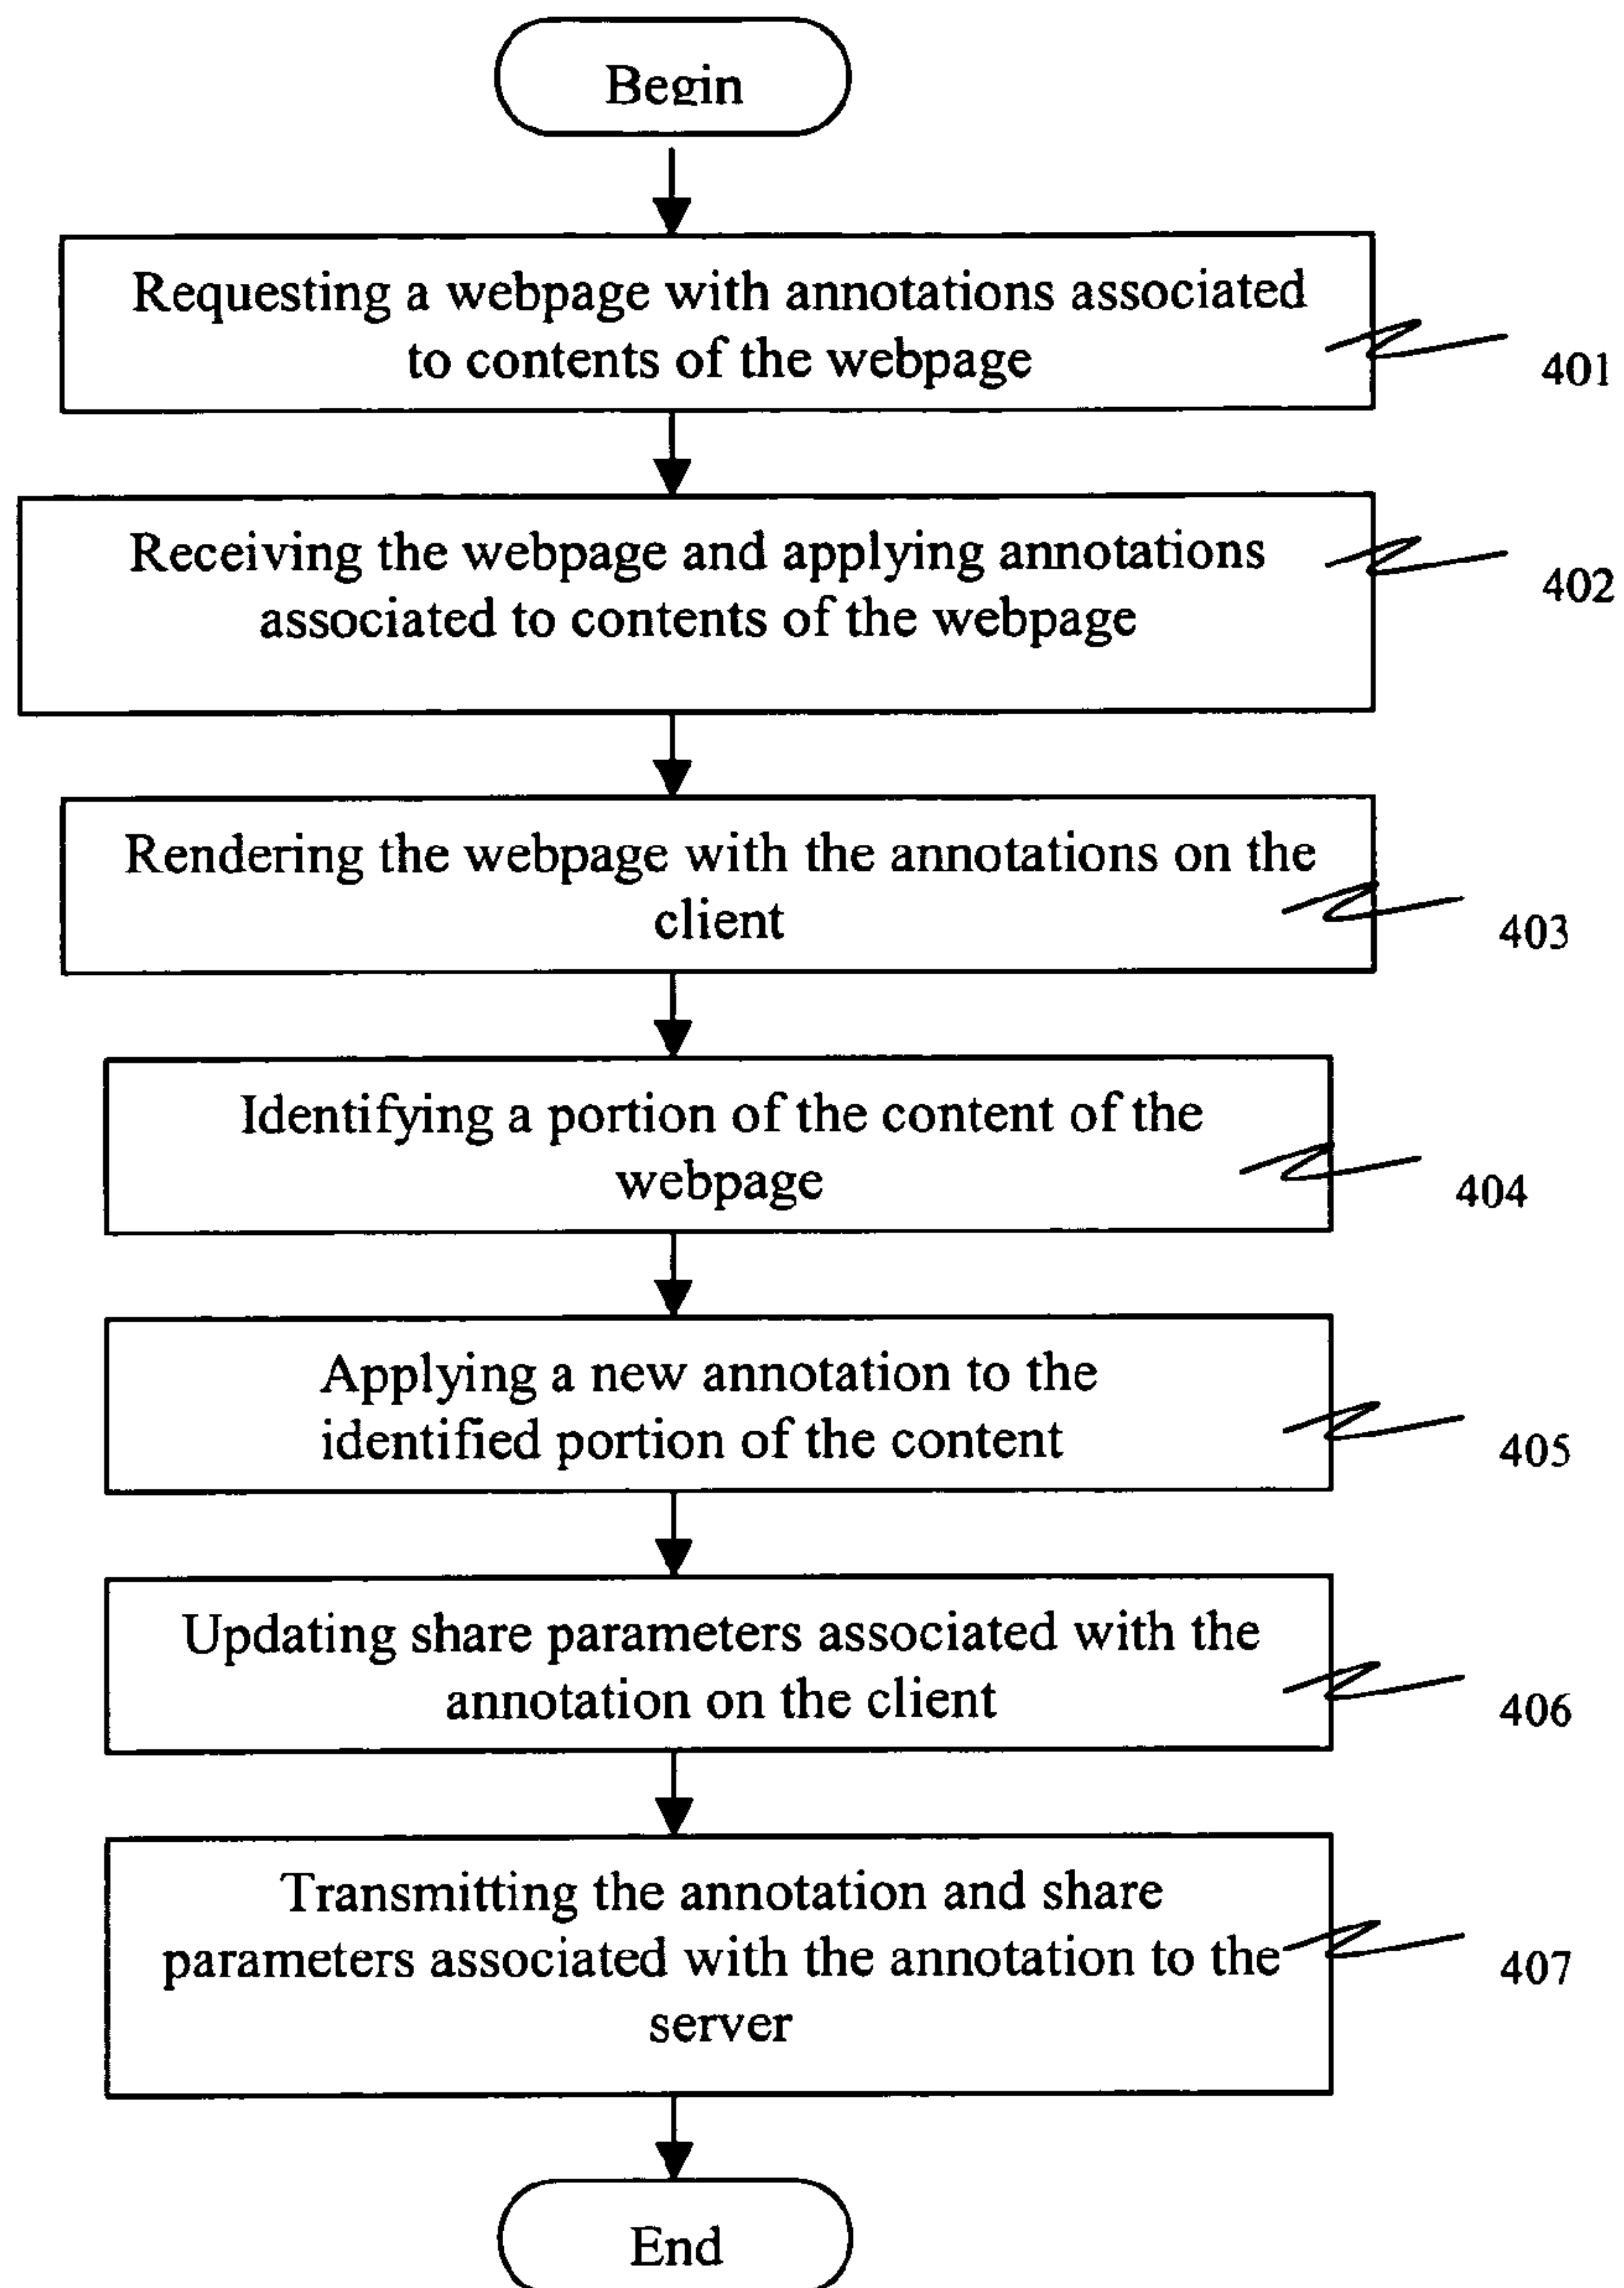 Begin
Requesting a webpage with annotations associated
to contents of the webpage
401
Receiving the webpage and applying annotations
associated to contents of the webpage
402
Rendering the webpage with the annotations on the
client
403
Identifying a portion of the content of the
webpage
404
Applying a new annotation to the
identified portion of the content
405
Updating share parameters associated with the
annotation on the client
406
Transmitting the annotation and share
parameters associated with the annotation to the
server
407
End